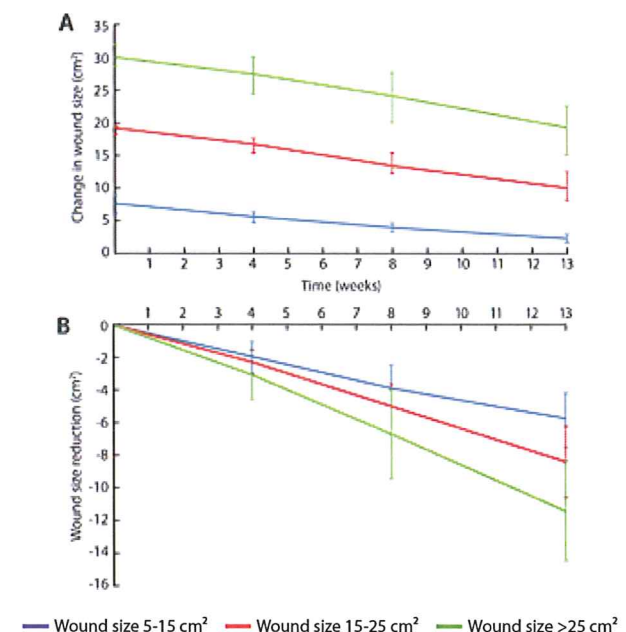 A
Change in wound size (cm²)
35
30
25
20
15
10
5
0
1 2 3 4 5 6 7 8 9 10 11 12 13
Time (weeks)
B
1 2 3 4 5 6 7 8 9 10 11 12 13
Wound size reduction (cm²)
0
-2
-4
-6
-8
-10
-12
-14
-16
Wound size 5-15 cm² Wound size 15-25 cm² Wound size >25 cm²